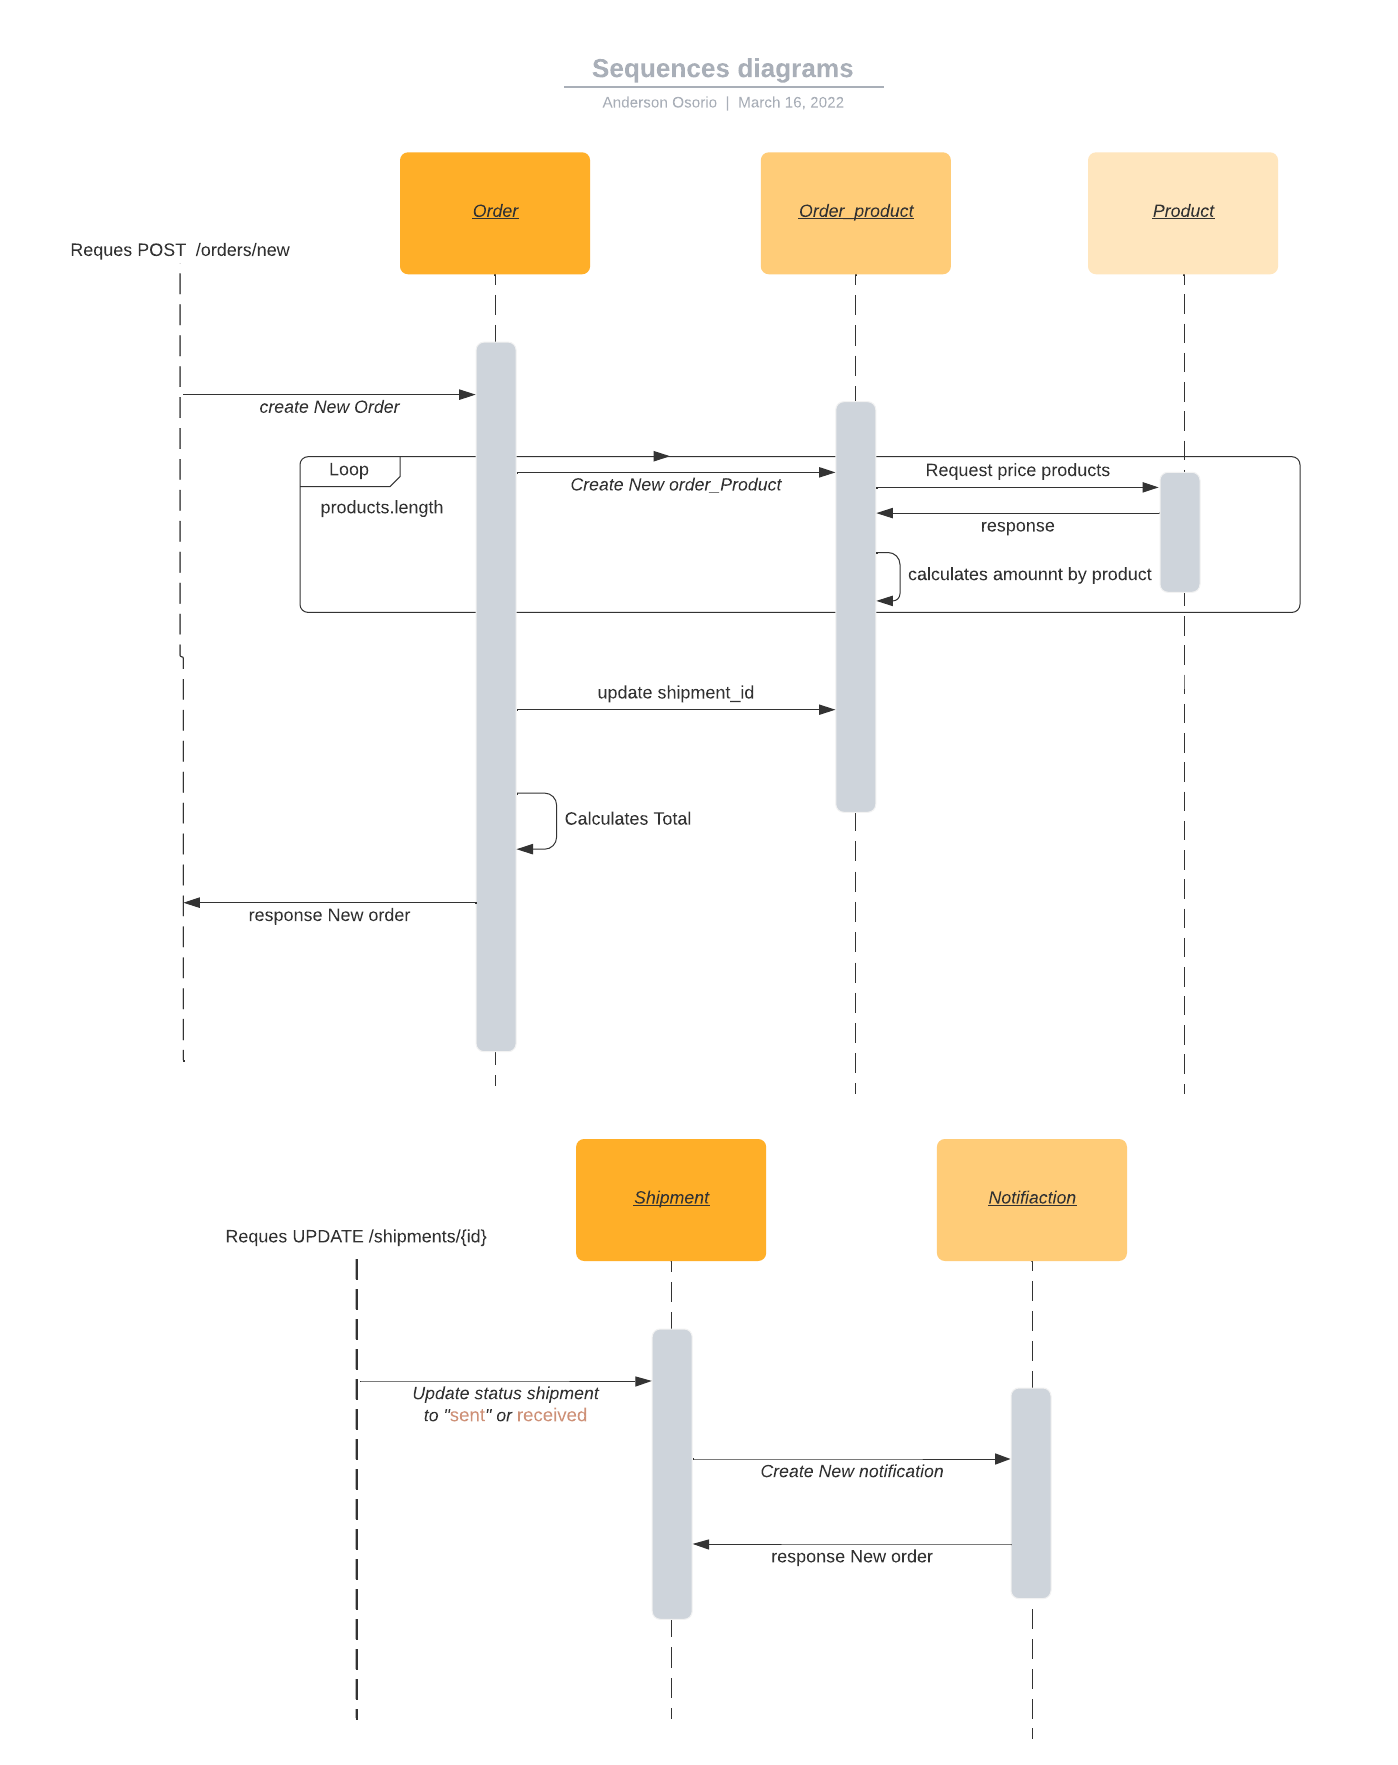 Sequences diagrams
Anderson Osorio | March 16, 2022
Order
Order_product
Product
Reques POST /orders/new
create New Order
Loop
products.length
Create New order_Product
Request price products
response
calculates amounnt by product
update shipment_id
Calculates Total
response New order
Shipment
Notifiaction
Reques UPDATE /shipments/{id}
Update status shipment
to "sent" or received
Create New notification
response New order